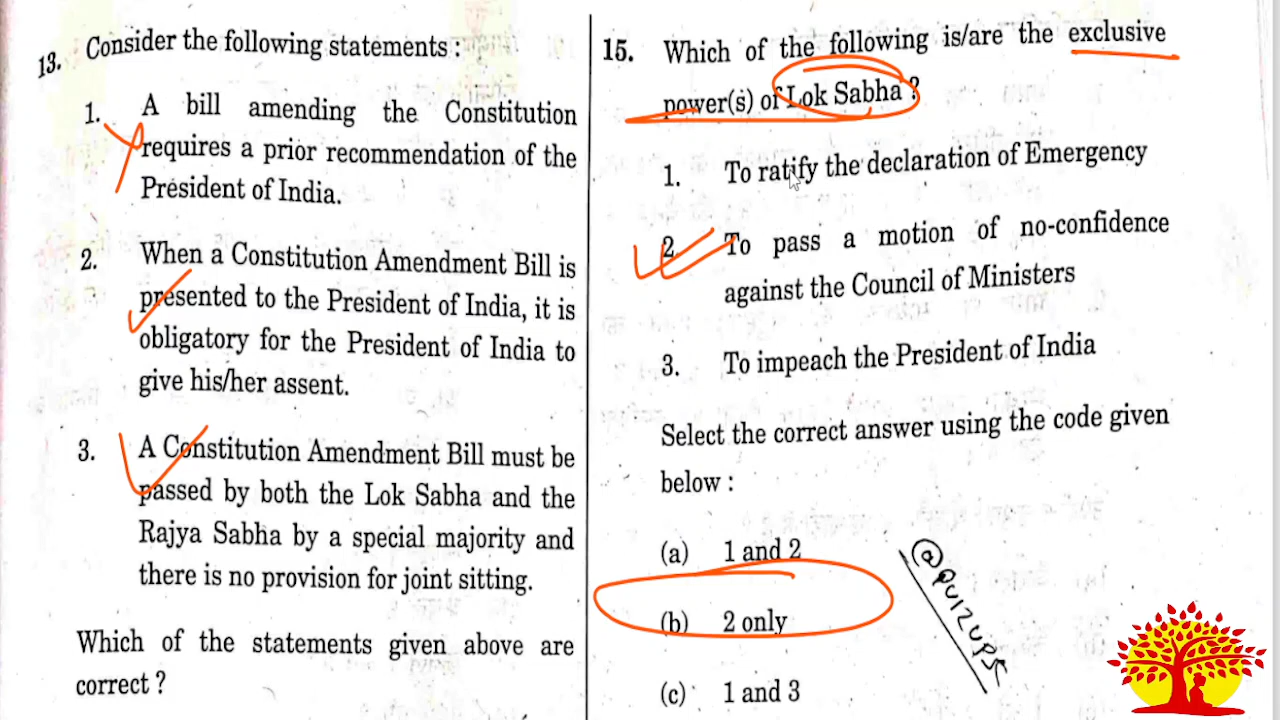 13. Consider the following statements :
1. A bill amending the Constitution
requires a prior recommendation of the
President of India.
2. When a Constitution Amendment Bill is
presented to the President of India, it is
obligatory for the President of India to
give his/her assent.
3. A Constitution Amendment Bill must be
passed by both the Lok Sabha and the
Rajya Sabha by a special majority and
there is no provision for joint sitting.
Which of the statements given above are
correct ?
15. Which of the following is/are the exclusive
power(s) of Lok Sabha ?
1. To ratify the declaration of Emergency
2. To pass a motion of no-confidence
against the Council of Ministers
3. To impeach the President of India
Select the correct answer using the code given
below :
(a) 1 and 2
(b) 2 only
(c) 1 and 3
@QUIZUPSC